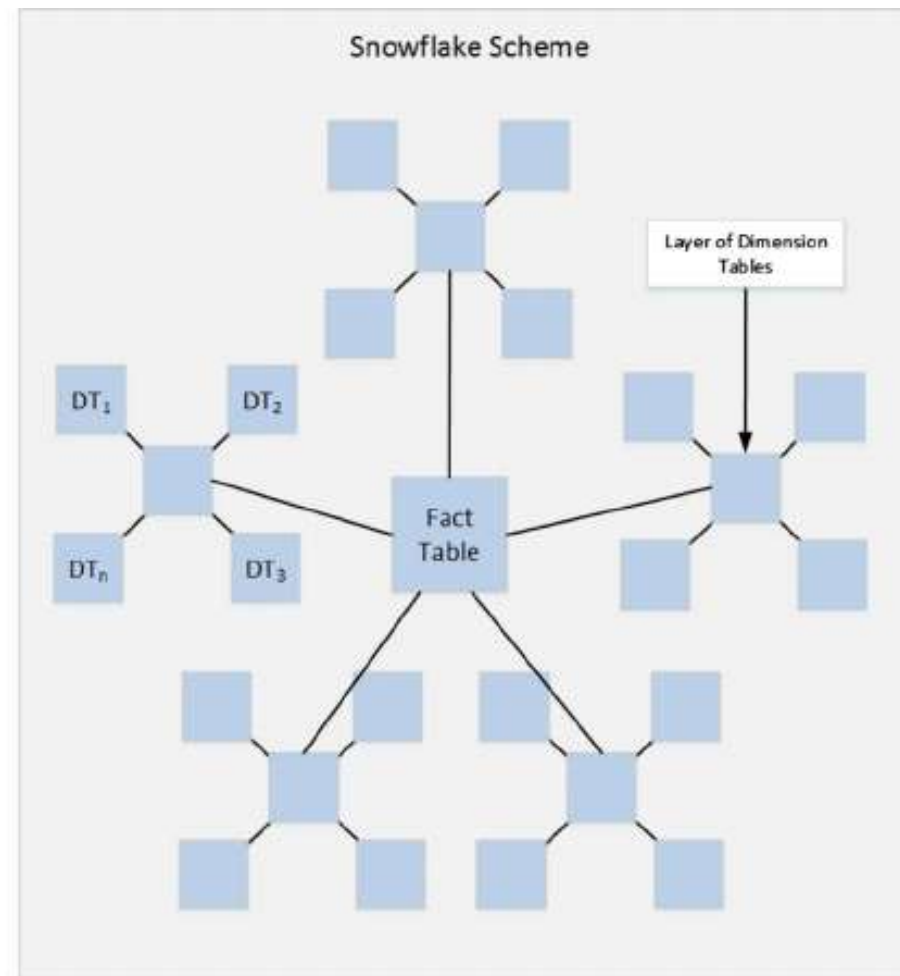 Snowflake Scheme
Layer of Dimension
Tables
DT₁
DT₂
Fact
Table
DTₙ
DT₃